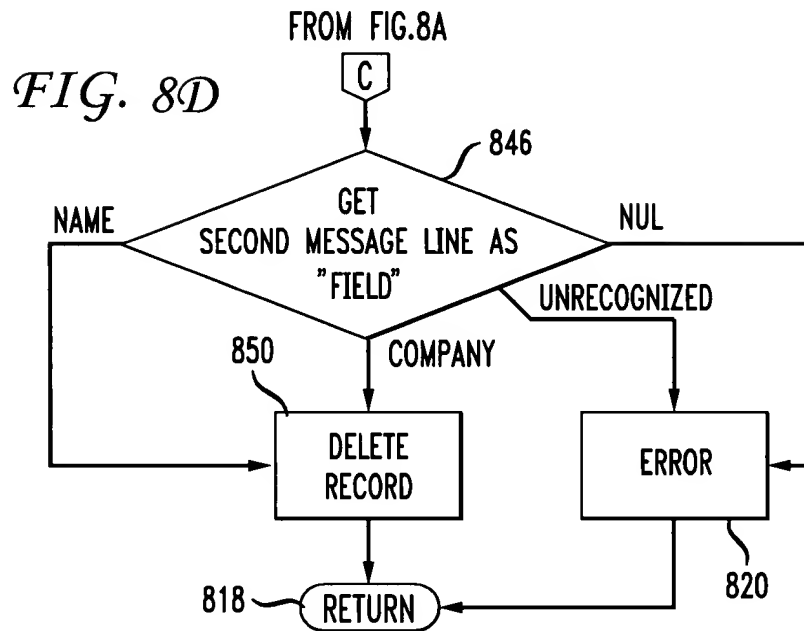 FROM FIG.8A
C
FIG. 8D
846
NAME
GET
SECOND MESSAGE LINE AS
"FIELD"
NUL
UNRECOGNIZED
COMPANY
850
DELETE
RECORD
ERROR
820
818
RETURN